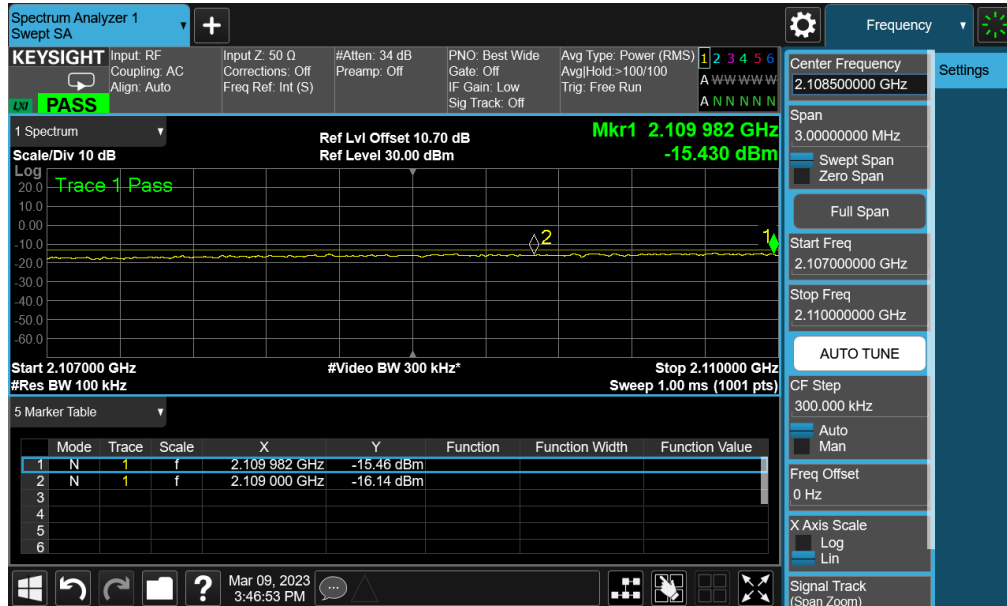 Spectrum Analyzer 1
Swept SA
Frequency
KEYSIGHT
LXI PASS
Input: RF
Coupling: AC
Align: Auto
Input Z: 50 Ω
Corrections: Off
Freq Ref: Int (S)
#Atten: 34 dB
Preamp: Off
PNO: Best Wide
Gate: Off
IF Gain: Low
Sig Track: Off
Avg Type: Power (RMS)
Avg|Hold:>100/100
Trig: Free Run
1 2 3 4 5 6
A W W W W W
A N N N N N
1 Spectrum
Scale/Div 10 dB
Ref Lvl Offset 10.70 dB
Ref Level 30.00 dBm
Mkr1 2.109 982 GHz
-15.430 dBm
Log
Trace 1 Pass
20.0
10.0
0.00
-10.0
-20.0
-30.0
-40.0
-50.0
-60.0
2
1
Start 2.107000 GHz
#Res BW 100 kHz
#Video BW 300 kHz*
Stop 2.110000 GHz
Sweep 1.00 ms (1001 pts)
5 Marker Table
Mode Trace Scale X Y Function Function Width Function Value
1 N 1 f 2.109 982 GHz -15.46 dBm
2 N 1 f 2.109 000 GHz -16.14 dBm
3
4
5
6
Mar 09, 2023
3:46:53 PM
Settings
Center Frequency
2.108500000 GHz
Span
3.00000000 MHz
Swept Span
Zero Span
Full Span
Start Freq
2.107000000 GHz
Stop Freq
2.110000000 GHz
AUTO TUNE
CF Step
300.000 kHz
Auto
Man
Freq Offset
0 Hz
X Axis Scale
Log
Lin
Signal Track
(Span Zoom)